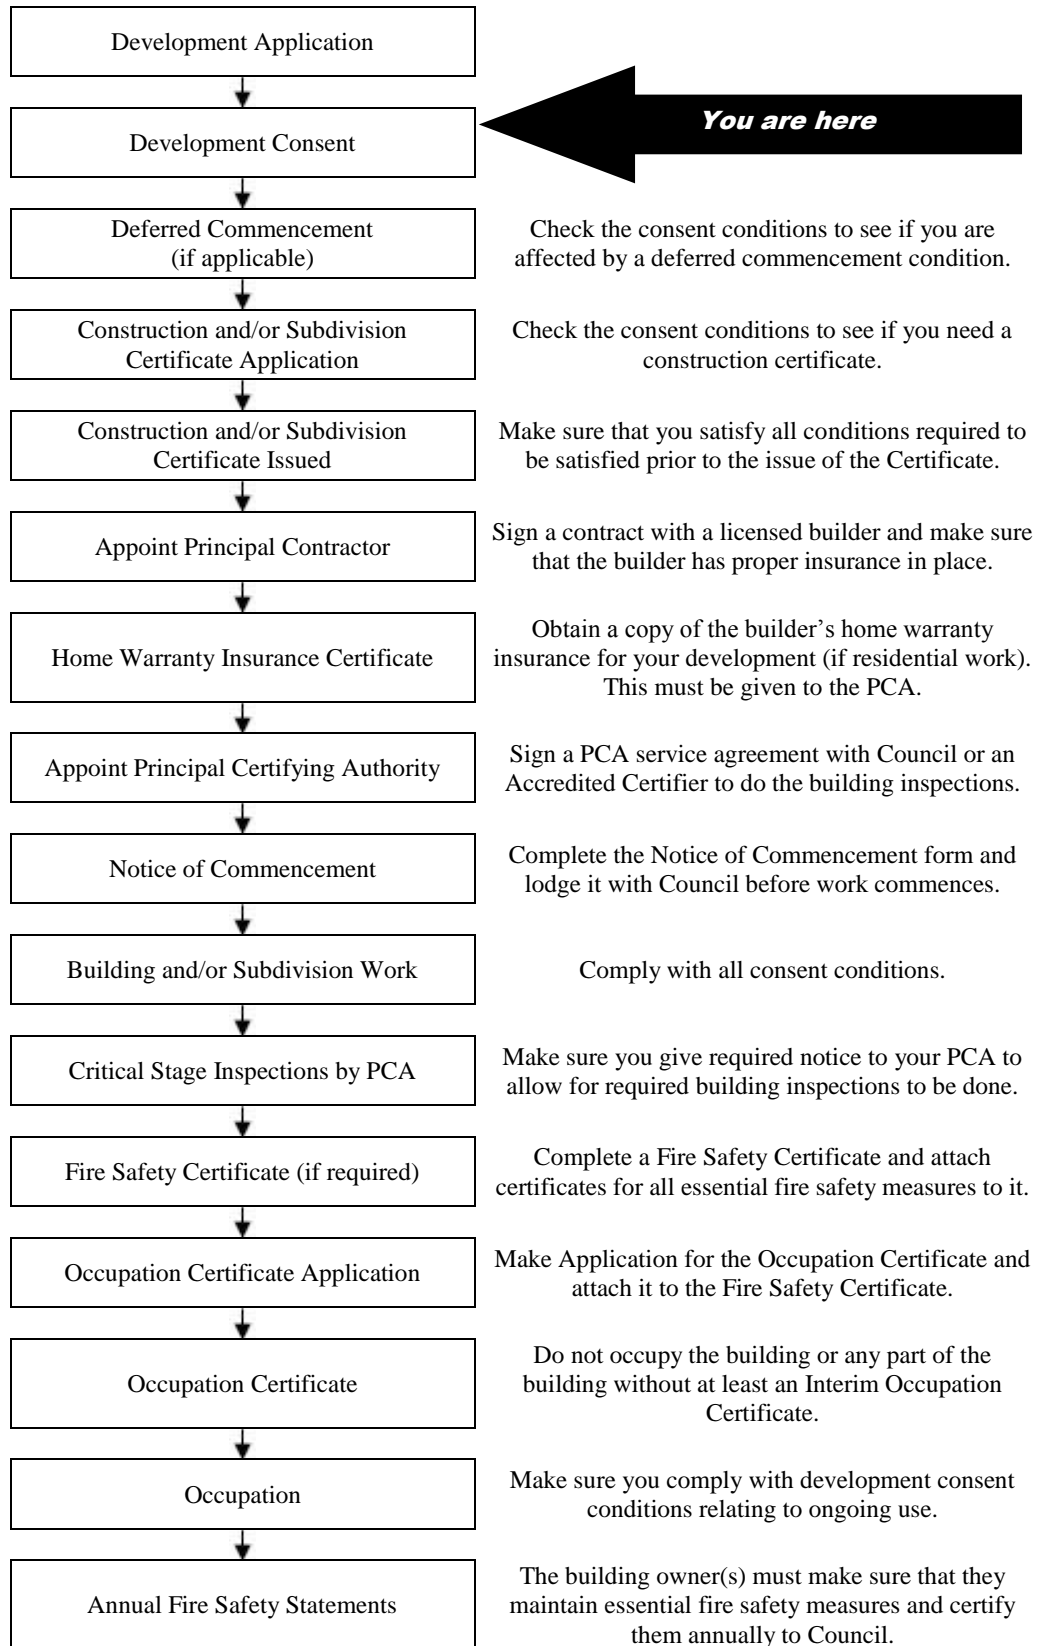 Development Application
Development Consent
You are here
Deferred Commencement
(if applicable)
Check the consent conditions to see if you are
affected by a deferred commencement condition.
Construction and/or Subdivision
Certificate Application
Check the consent conditions to see if you need a
construction certificate.
Construction and/or Subdivision
Certificate Issued
Make sure that you satisfy all conditions required to
be satisfied prior to the issue of the Certificate.
Appoint Principal Contractor
Sign a contract with a licensed builder and make sure
that the builder has proper insurance in place.
Home Warranty Insurance Certificate
Obtain a copy of the builder’s home warranty
insurance for your development (if residential work).
This must be given to the PCA.
Appoint Principal Certifying Authority
Sign a PCA service agreement with Council or an
Accredited Certifier to do the building inspections.
Notice of Commencement
Complete the Notice of Commencement form and
lodge it with Council before work commences.
Building and/or Subdivision Work
Comply with all consent conditions.
Critical Stage Inspections by PCA
Make sure you give required notice to your PCA to
allow for required building inspections to be done.
Fire Safety Certificate (if required)
Complete a Fire Safety Certificate and attach
certificates for all essential fire safety measures to it.
Occupation Certificate Application
Make Application for the Occupation Certificate and
attach it to the Fire Safety Certificate.
Occupation Certificate
Do not occupy the building or any part of the
building without at least an Interim Occupation
Certificate.
Occupation
Make sure you comply with development consent
conditions relating to ongoing use.
Annual Fire Safety Statements
The building owner(s) must make sure that they
maintain essential fire safety measures and certify
them annually to Council.